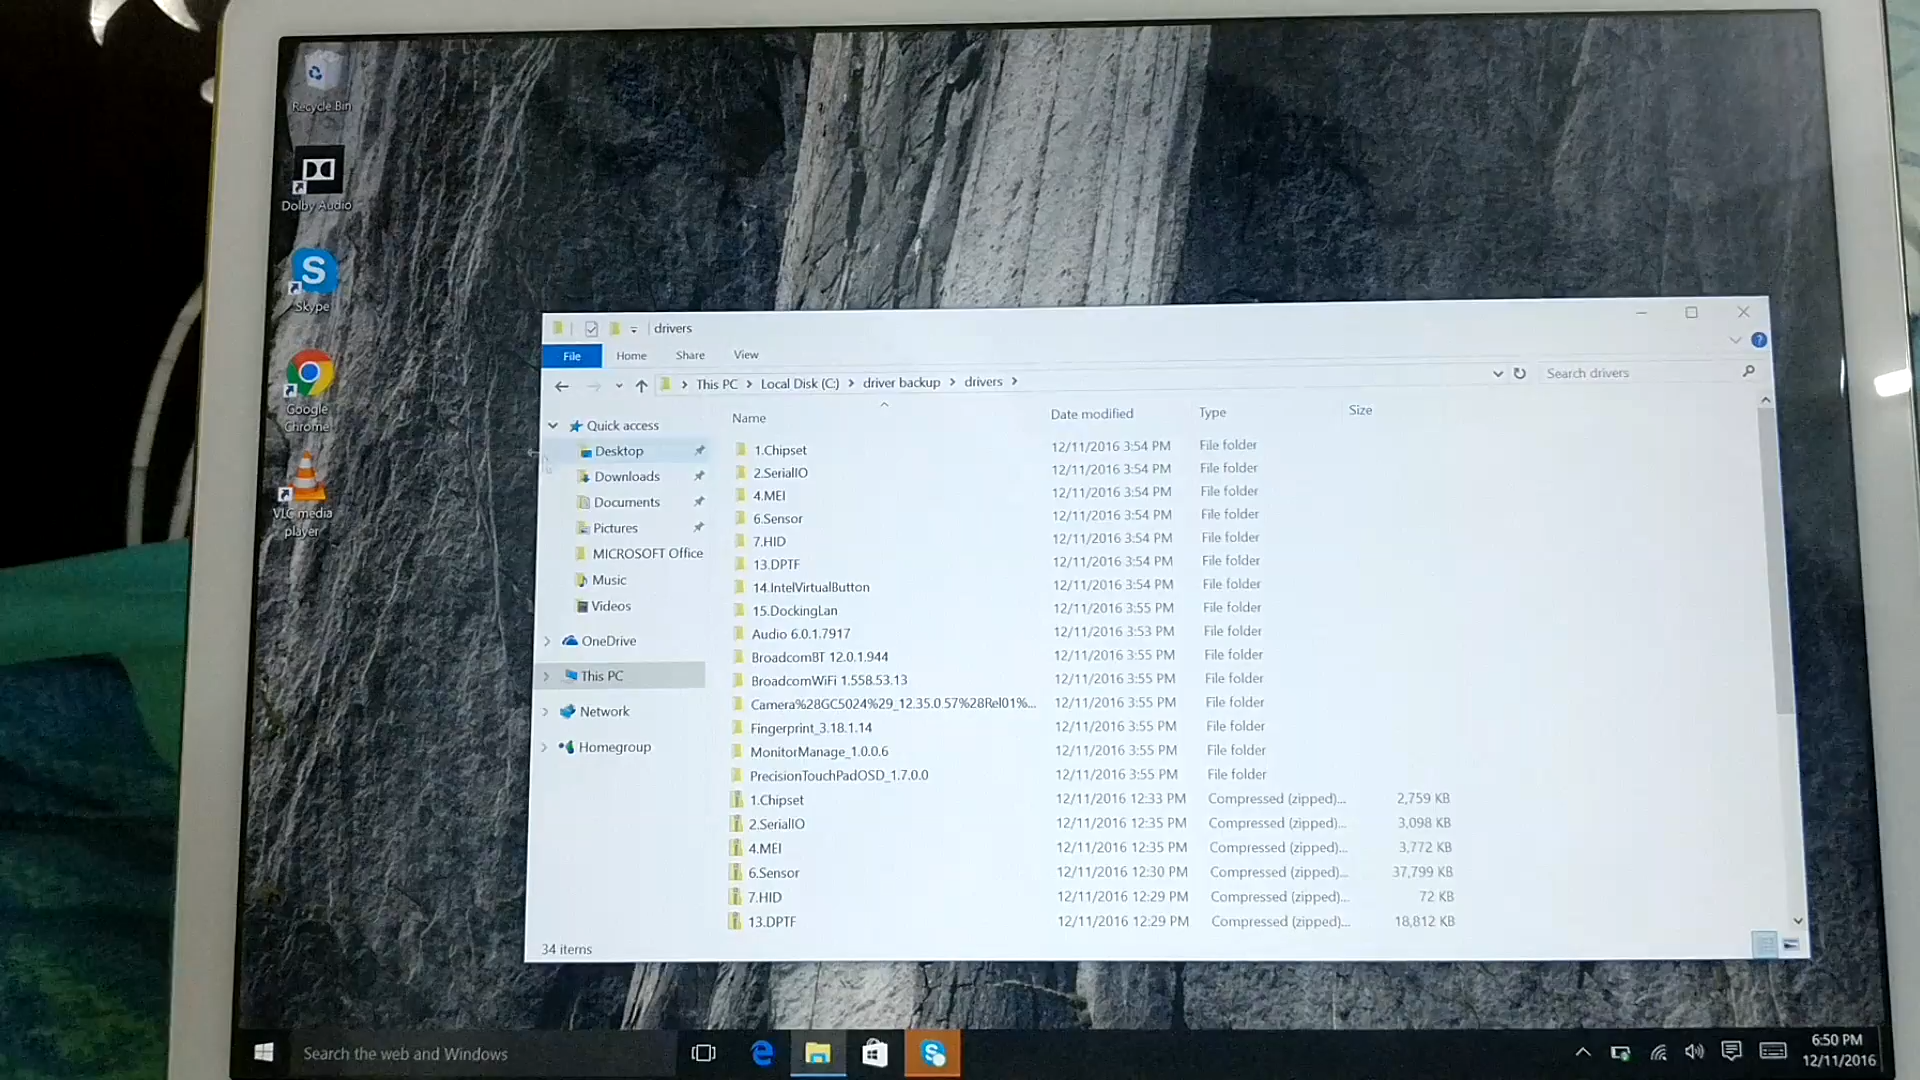 Recycle Bin
Dolby Audio
Skype
Google
Chrome
VLC media
player
drivers
File Home Share View
This PC Local Disk (C:) driver backup drivers
Search drivers
Name Date modified Type Size
Quick access
Desktop
Downloads
Documents
Pictures
MICROSOFT Office
Music
Videos
OneDrive
This PC
Network
Homegroup
1.Chipset 12/11/2016 3:54 PM File folder
2.SerialIO 12/11/2016 3:54 PM File folder
4.MEI 12/11/2016 3:54 PM File folder
6.Sensor 12/11/2016 3:54 PM File folder
7.HID 12/11/2016 3:54 PM File folder
13.DPTF 12/11/2016 3:54 PM File folder
14.IntelVirtualButton 12/11/2016 3:54 PM File folder
15.DockingLan 12/11/2016 3:55 PM File folder
Audio 6.0.1.7917 12/11/2016 3:53 PM File folder
BroadcomBT 12.0.1.944 12/11/2016 3:55 PM File folder
BroadcomWiFi 1.558.53.13 12/11/2016 3:55 PM File folder
Camera%28GC5024%29_12.35.0.57%28Rel01%... 12/11/2016 3:55 PM File folder
Fingerprint_3.18.1.14 12/11/2016 3:55 PM File folder
MonitorManage_1.0.0.6 12/11/2016 3:55 PM File folder
PrecisionTouchPadOSD_1.7.0.0 12/11/2016 3:55 PM File folder
1.Chipset 12/11/2016 12:33 PM Compressed (zipped)... 2,759 KB
2.SerialIO 12/11/2016 12:35 PM Compressed (zipped)... 3,098 KB
4.MEI 12/11/2016 12:35 PM Compressed (zipped)... 3,772 KB
6.Sensor 12/11/2016 12:30 PM Compressed (zipped)... 37,799 KB
7.HID 12/11/2016 12:29 PM Compressed (zipped)... 72 KB
13.DPTF 12/11/2016 12:29 PM Compressed (zipped)... 18,812 KB
34 items
Search the web and Windows
6:50 PM
12/11/2016